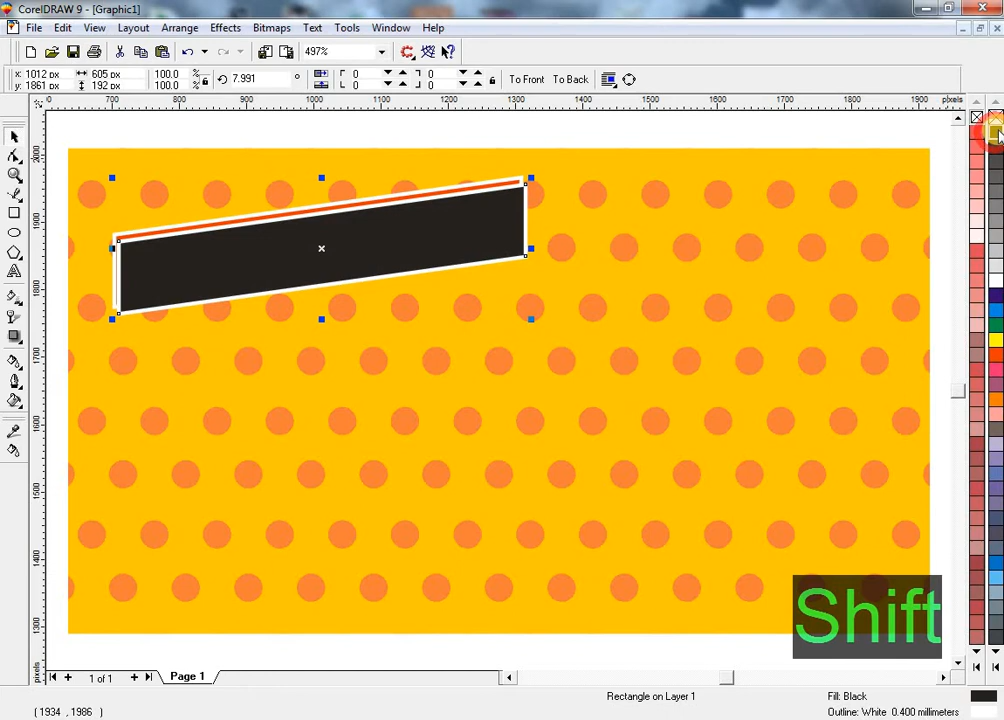 CorelDRAW 9 - [Graphic1]
File Edit View Layout Arrange Effects Bitmaps Text Tools Window Help
497%
x: 1012 px 605 px 100.0 % 7.991 ° 0 0 To Front To Back
y: 1861 px 192 px 100.0 % 0 0
0 700 800 900 1000 1100 1200 1300 1400 1500 1600 1700 1800 1900 pixels
2000
1900
1800
1700
1600
1500
1400
1300
pixels
Shift
1 of 1 Page 1
Rectangle on Layer 1 Fill: Black
( 1934 , 1986 ) Outline: White 0.400 millimeters